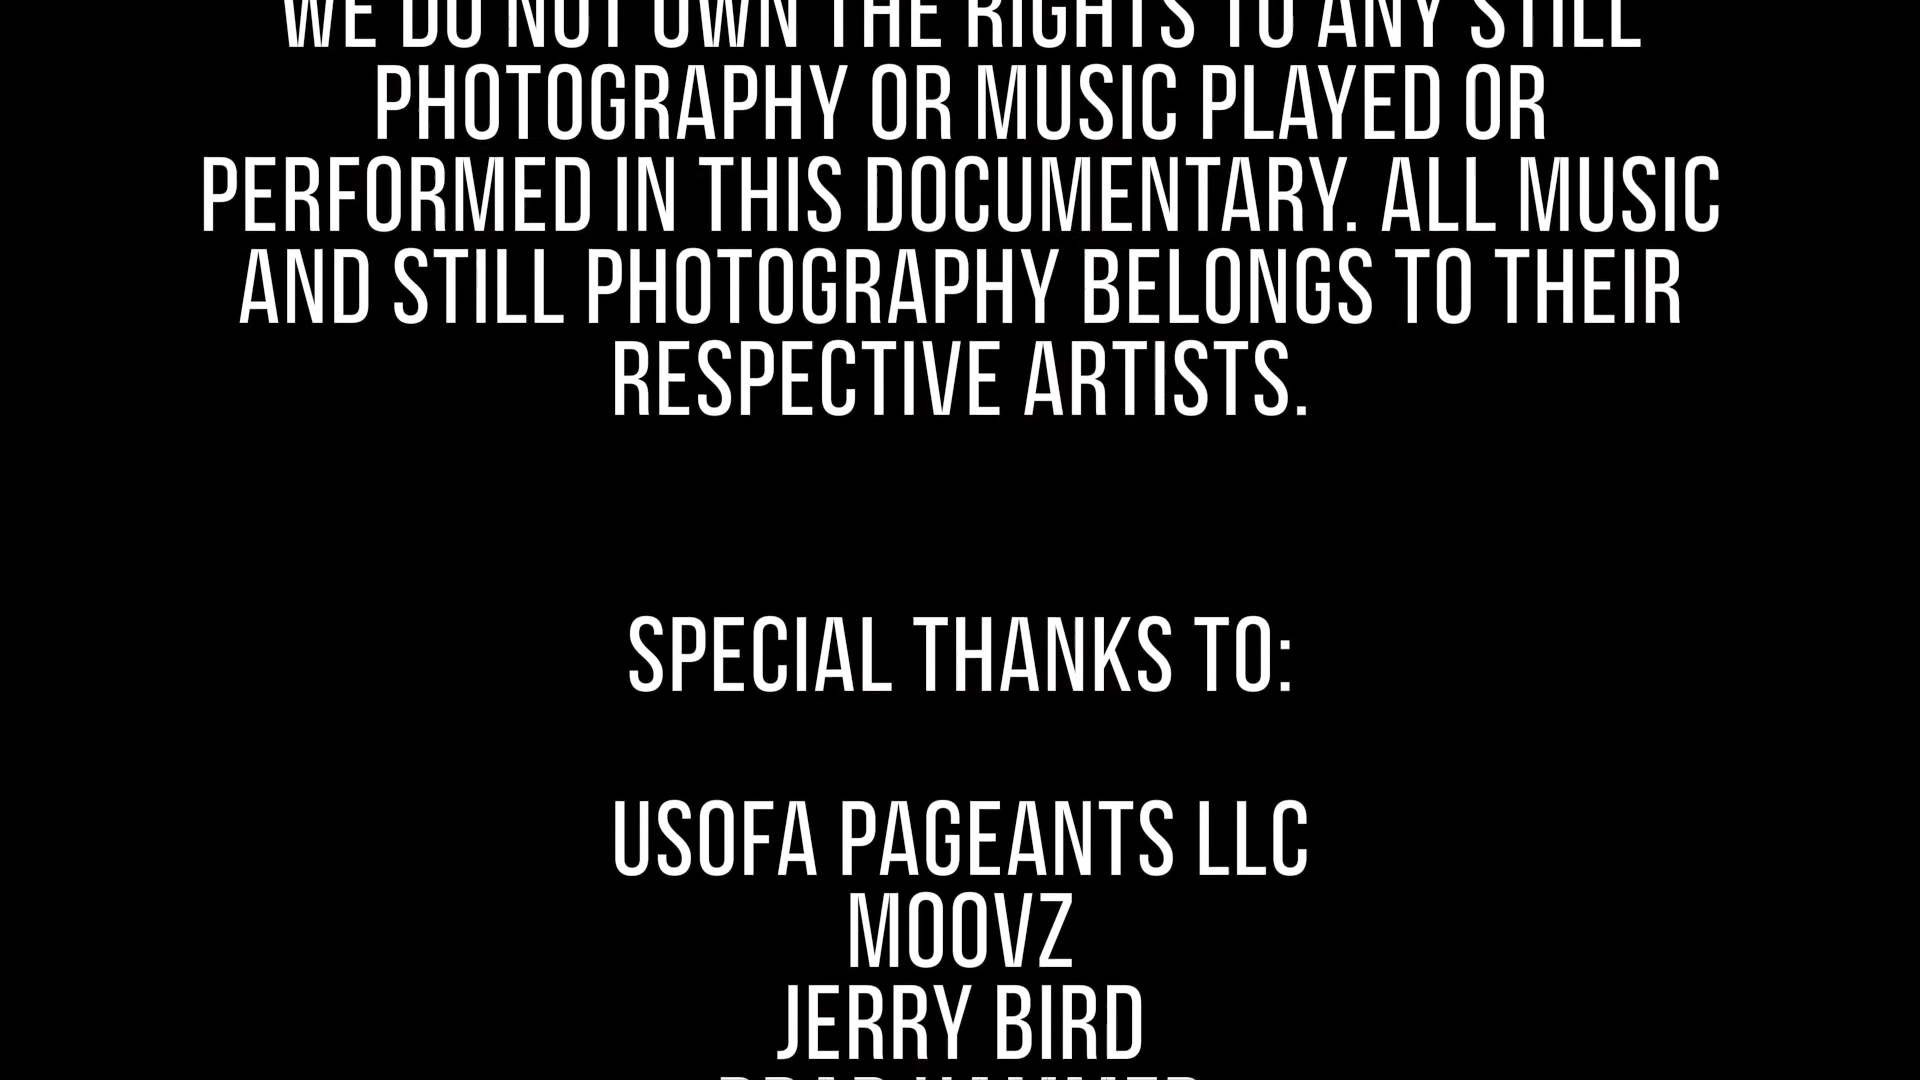 WE DO NOT OWN THE RIGHTS TO ANY STILL
PHOTOGRAPHY OR MUSIC PLAYED OR
PERFORMED IN THIS DOCUMENTARY. ALL MUSIC
AND STILL PHOTOGRAPHY BELONGS TO THEIR
RESPECTIVE ARTISTS.
SPECIAL THANKS TO:
USOFA PAGEANTS LLC
MOOVZ
JERRY BIRD